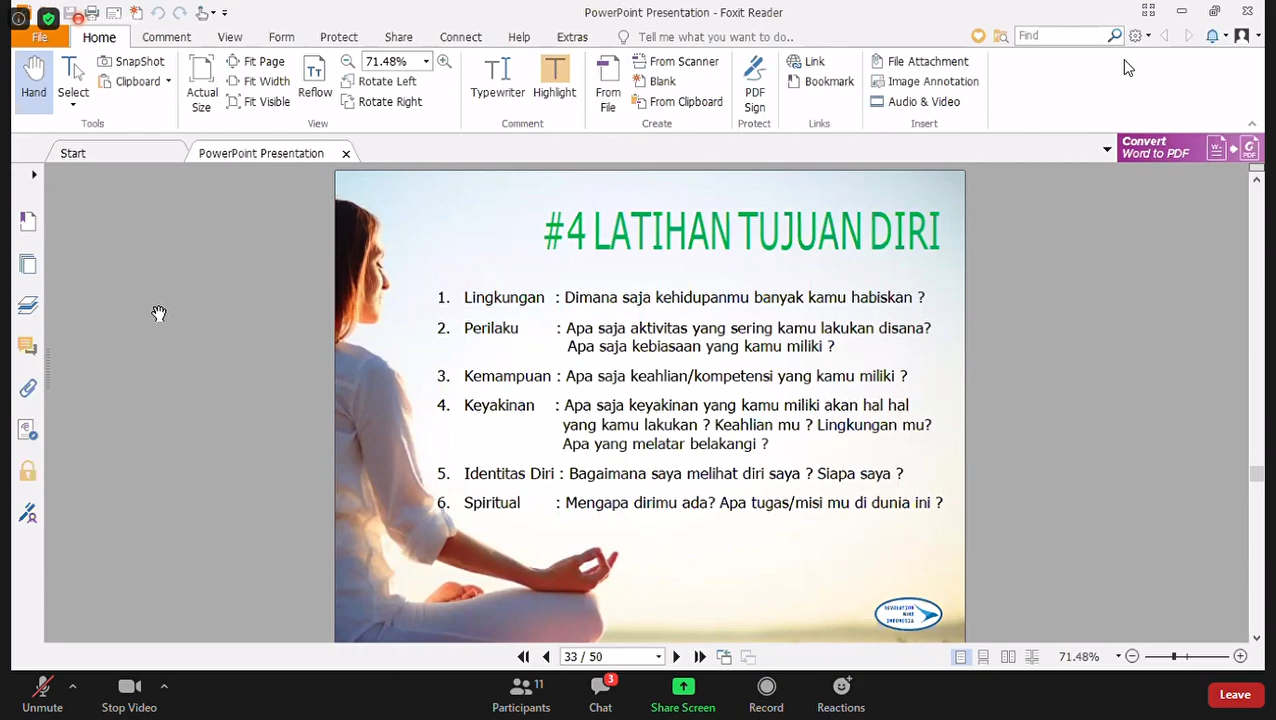 PowerPoint Presentation - Foxit Reader
File Home Comment View Form Protect Share Connect Help Extras Tell me what you want to do.. Find
Hand
Select
SnapShot
Clipboard
Tools
Actual Size
Fit Page
Fit Width
Fit Visible
Reflow
71.48%
Rotate Left
Rotate Right
View
Typewriter
Highlight
Comment
From File
From Scanner
Blank
From Clipboard
Create
PDF Sign
Protect
Link
Bookmark
Links
File Attachment
Image Annotation
Audio & Video
Insert
Start
PowerPoint Presentation
Convert
Word to PDF
#4 LATIHAN TUJUAN DIRI
1. Lingkungan : Dimana saja kehidupanmu banyak kamu habiskan ?
2. Perilaku : Apa saja aktivitas yang sering kamu lakukan disana?
Apa saja kebiasaan yang kamu miliki ?
3. Kemampuan : Apa saja keahlian/kompetensi yang kamu miliki ?
4. Keyakinan : Apa saja keyakinan yang kamu miliki akan hal hal
yang kamu lakukan ? Keahlian mu ? Lingkungan mu?
Apa yang melatar belakangi ?
5. Identitas Diri : Bagaimana saya melihat diri saya ? Siapa saya ?
6. Spiritual : Mengapa dirimu ada? Apa tugas/misi mu di dunia ini ?
REVOLUTION
MIND
INDONESIA
33 / 50
71.48%
Unmute
Stop Video
11
Participants
3
Chat
Share Screen
Record
Reactions
Leave